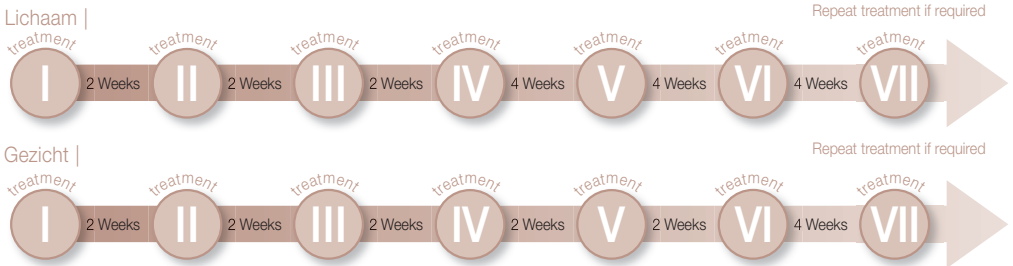 Lichaam |
Repeat treatment if required
treatment treatment treatment treatment treatment treatment treatment
I 2 Weeks II 2 Weeks III 2 Weeks IV 4 Weeks V 4 Weeks VI 4 Weeks VII
Gezicht |
Repeat treatment if required
treatment treatment treatment treatment treatment treatment treatment
I 2 Weeks II 2 Weeks III 2 Weeks IV 2 Weeks V 2 Weeks VI 4 Weeks VII